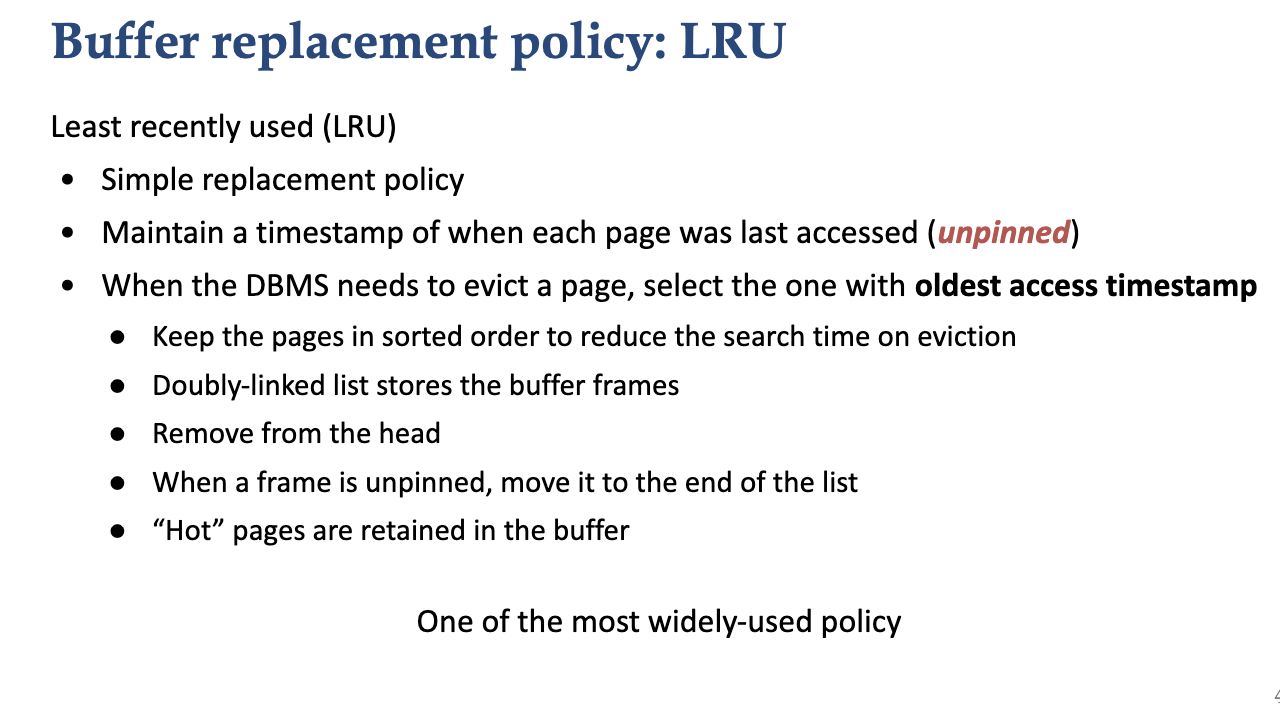 Buffer replacement policy: LRU
Least recently used (LRU)
• Simple replacement policy
• Maintain a timestamp of when each page was last accessed (unpinned)
• When the DBMS needs to evict a page, select the one with oldest access timestamp
● Keep the pages in sorted order to reduce the search time on eviction
● Doubly-linked list stores the buffer frames
● Remove from the head
● When a frame is unpinned, move it to the end of the list
● “Hot” pages are retained in the buffer
One of the most widely-used policy